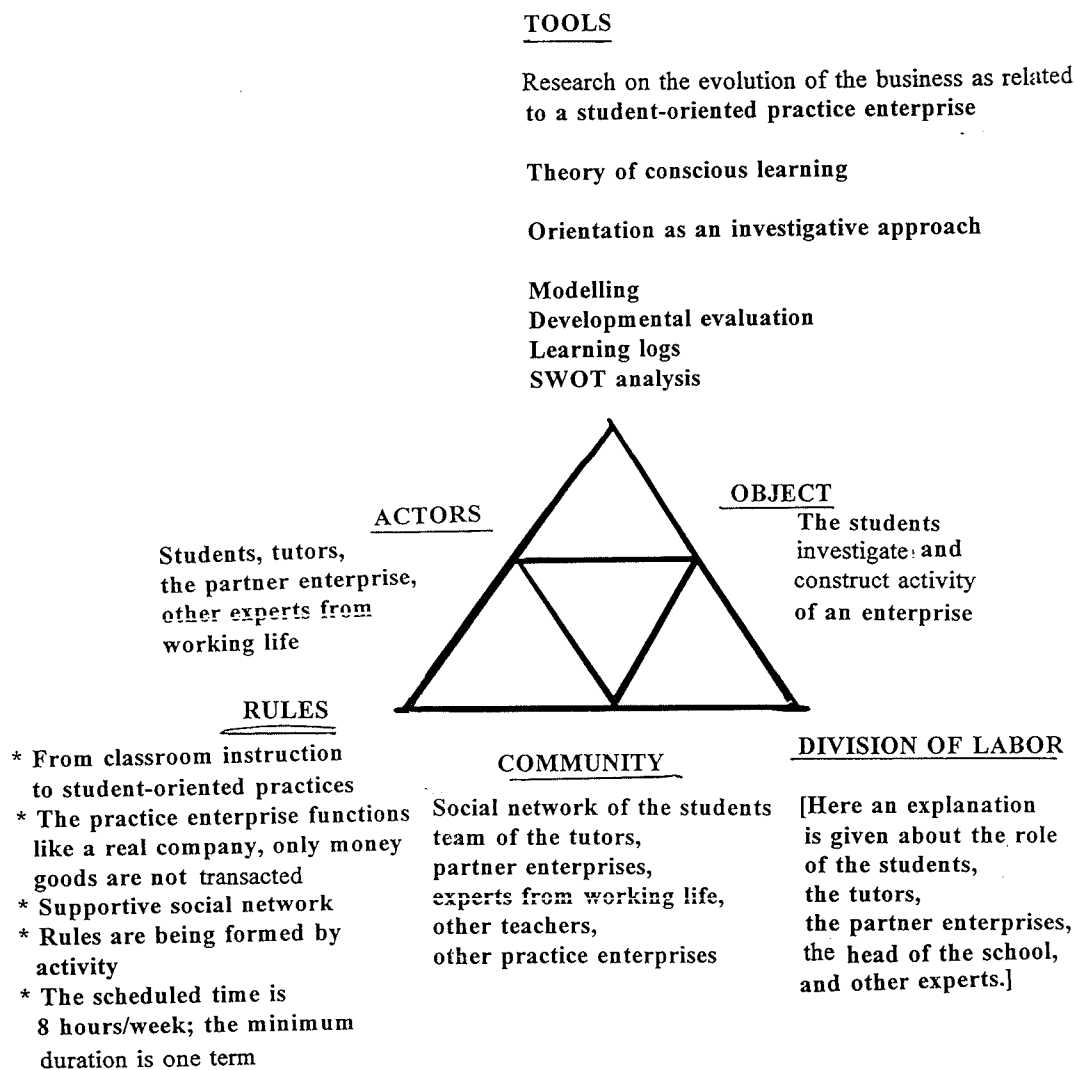 TOOLS
Research on the evolution of the business as related
to a student-oriented practice enterprise
Theory of conscious learning
Orientation as an investigative approach
Modelling
Developmental evaluation
Learning logs
SWOT analysis
ACTORS
Students, tutors,
the partner enterprise,
other experts from
working life
OBJECT
The students
investigate and
construct activity
of an enterprise
RULES
* From classroom instruction
to student-oriented practices
* The practice enterprise functions
like a real company, only money
goods are not transacted
* Supportive social network
* Rules are being formed by
activity
* The scheduled time is
8 hours/week; the minimum
duration is one term
COMMUNITY
Social network of the students
team of the tutors,
partner enterprises,
experts from working life,
other teachers,
other practice enterprises
DIVISION OF LABOR
[Here an explanation
is given about the role
of the students,
the tutors,
the partner enterprises,
the head of the school,
and other experts.]